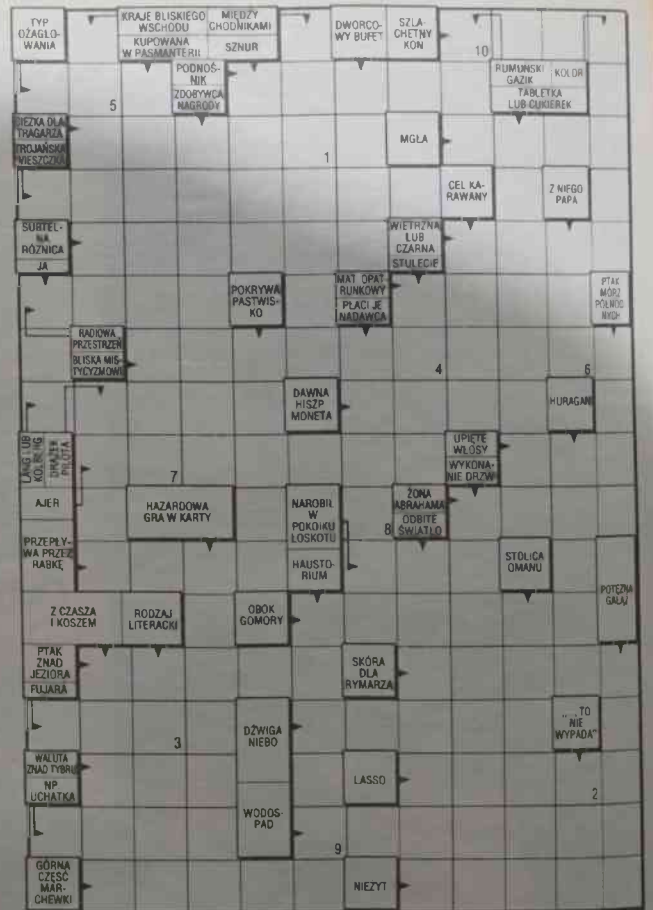 TYP
OŻAGLO-
WANIA
KRAJE BLISKIEGO
WSCHODU
KUPOWANA
W PASMANTERII
MIĘDZY
CHODNIKAMI
SZNUR
DWORCO-
WY BUFET
SZLA-
CHETNY
KOŃ
10
PODNOŚ-
NIK
ZDOBYWCA
NAGRODY
RUMUŃSKI
GAZIK
KOLOR
TABLETKA
LUB CUKIEREK
5
CIĘŻKA DLA
TRAGARZA
TROJAŃSKA
WIESZCZKA
1
MGŁA
CEL KA-
RAWANY
Z NIEGO
PAPA
SUBTEL-
NA
RÓŻNICA
JA
WIETRZNA
LUB
CZARNA
STULECIE
POKRYWA
PASTWIS-
KO
MAT. OPAT-
RUNKOWY
PŁACI JE
NADAWCA
PTAK
MÓRZ
PÓŁNOC-
NYCH
RADIOWA
PRZESTRZEŃ
BLISKA MIS-
TYCYZMOWI
4
6
DAWNA
HISZP.
MONETA
HURAGAN
LANG LUB
KOLBERG
DRĄŻEK
PILOTA
UPIĘTE
WŁOSY
WYKONA-
NIE DRZWI
7
AJER
HAZARDOWA
GRA W KARTY
NAROBIŁ
W
POKOIKU
ŁOSKOTU
HAUSTO-
RIUM
ŻONA
ABRAHAMA
ODBITE
ŚWIATŁO
8
PRZEPŁY-
WA PRZEZ
RABKĘ
STOLICA
OMANU
POTĘŻNA
GAŁĄŹ
Z CZASZĄ
I KOSZEM
RODZAJ
LITERACKI
OBOK
GOMORY
PTAK
ZNAD
JEZIORA
FUJARA
SKÓRA
DLA
RYMARZA
3
DŹWIGA
NIEBO
"... TO
NIE
WYPADA"
WALUTA
ZNAD TYBRU
NP.
UCHATKA
LASSO
2
WODOS-
PAD
9
GÓRNA
CZĘŚĆ
MAR-
CHEWKI
NIEŻYT